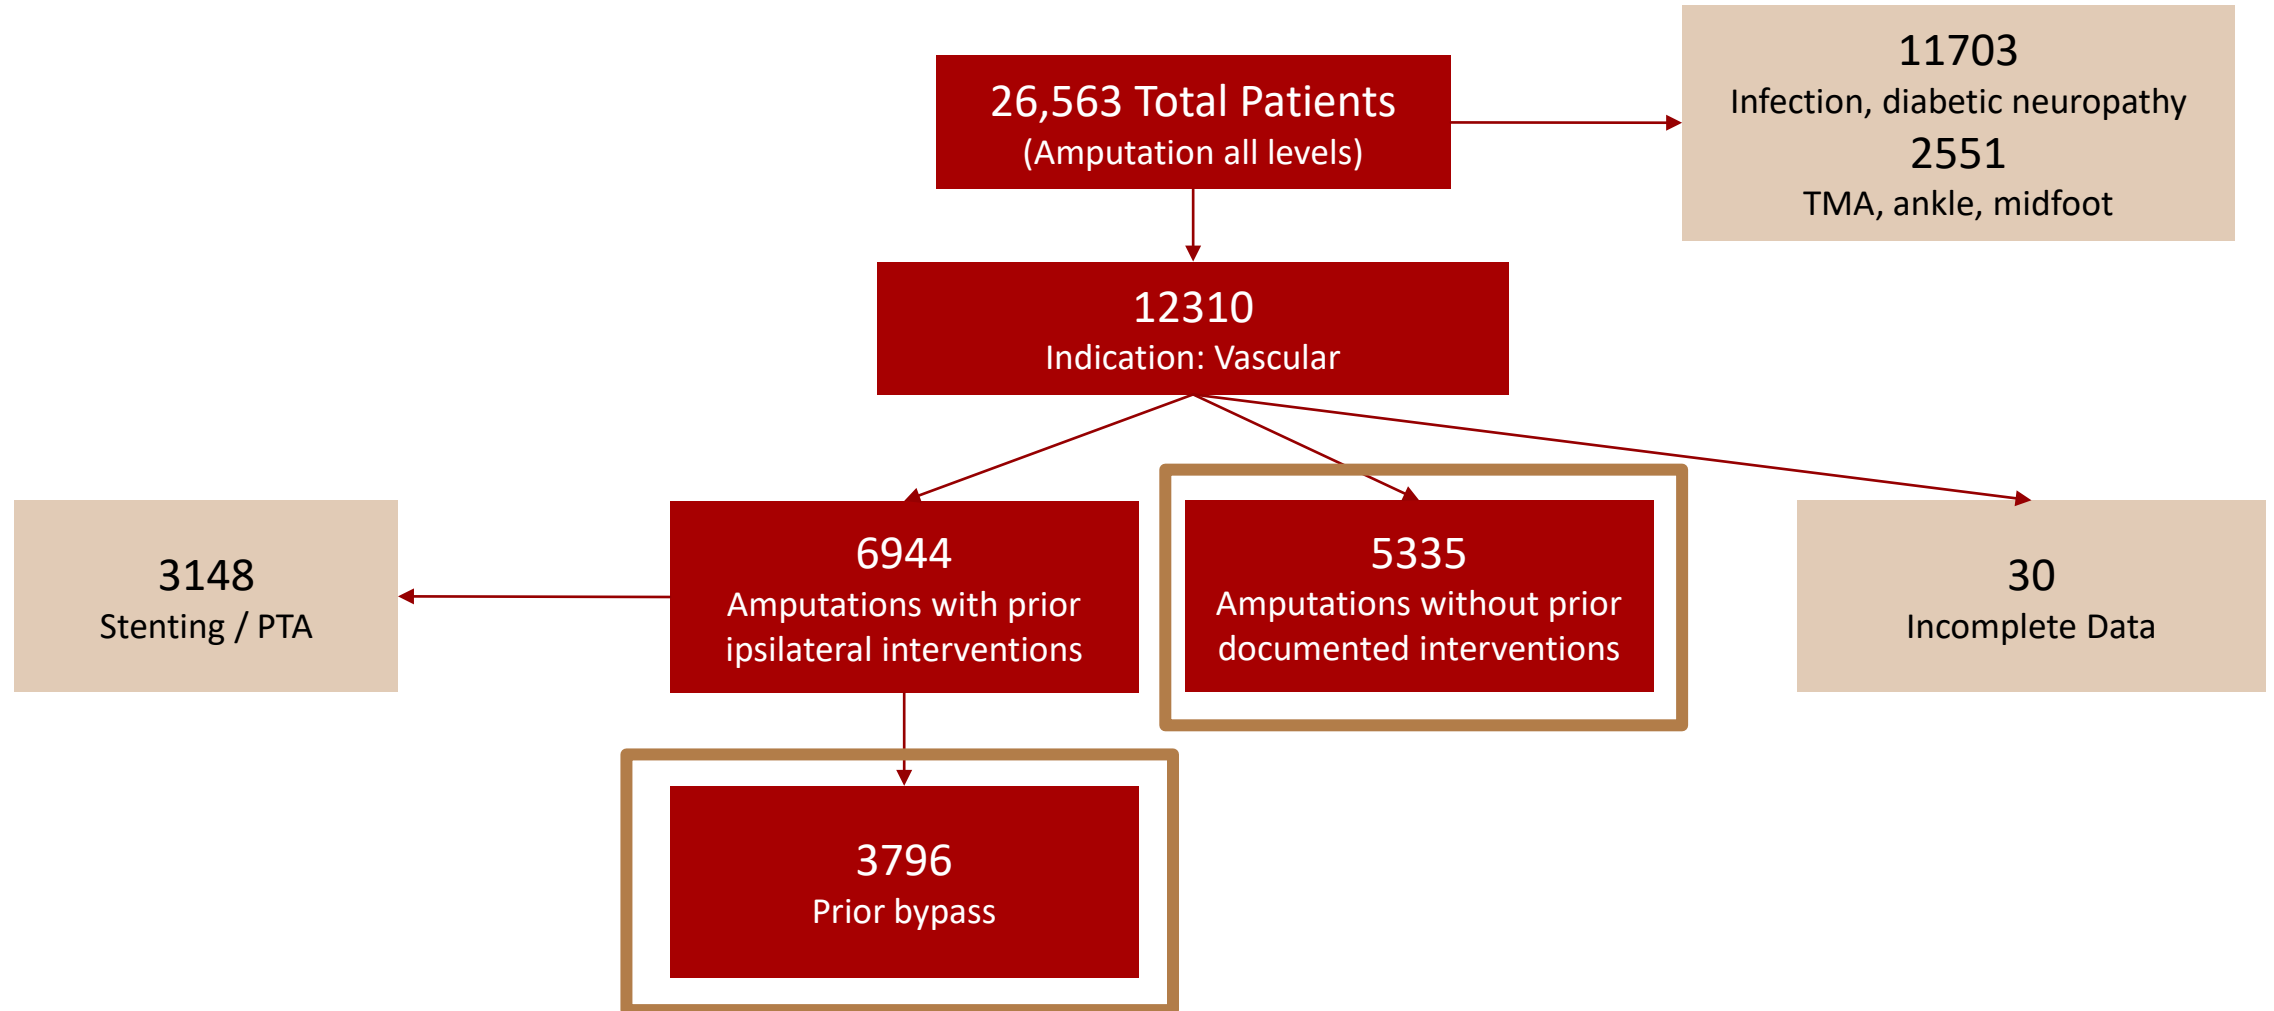 26,563 Total Patients
(Amputation all levels)
11703
Infection, diabetic neuropathy
2551
TMA, ankle, midfoot
12310
Indication: Vascular
3148
Stenting / PTA
6944
Amputations with prior
ipsilateral interventions
5335
Amputations without prior
documented interventions
30
Incomplete Data
3796
Prior bypass